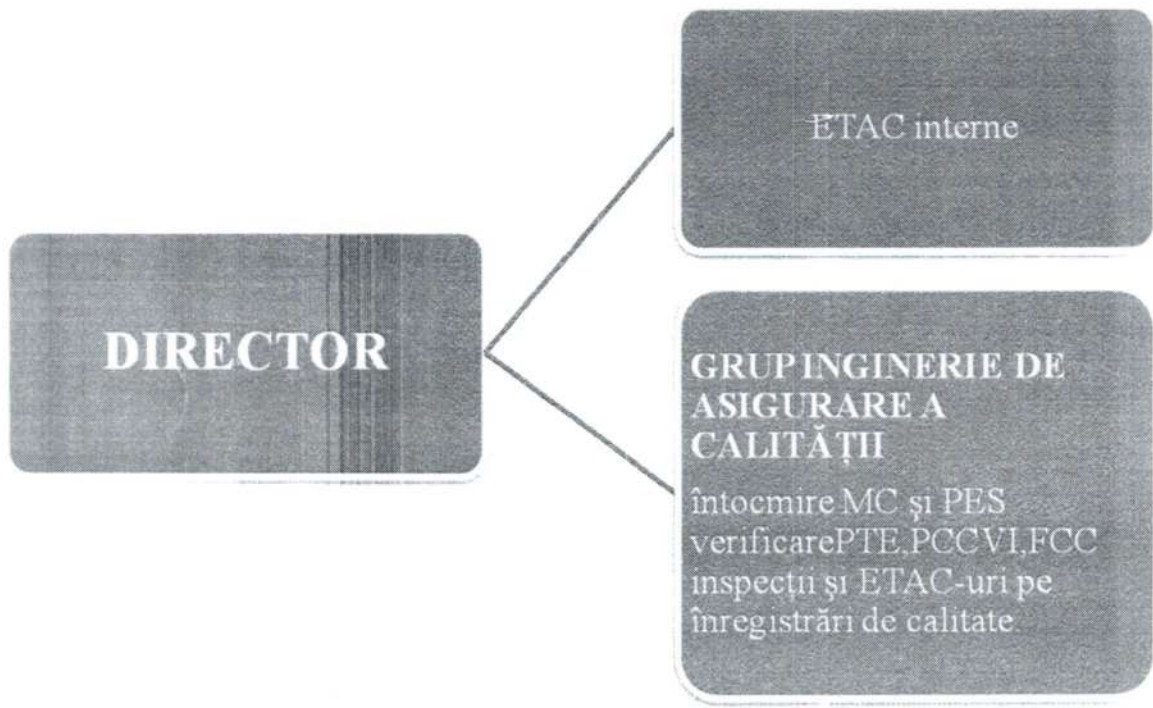 DIRECTOR
ETAC interne
GRUP INGINERIE DE
ASIGURARE A
CALITĂȚII
întocmire MC și PES
verificarePTE,PCCVI,FCC
inspecții și ETAC-uri pe
înregistrări de calitate